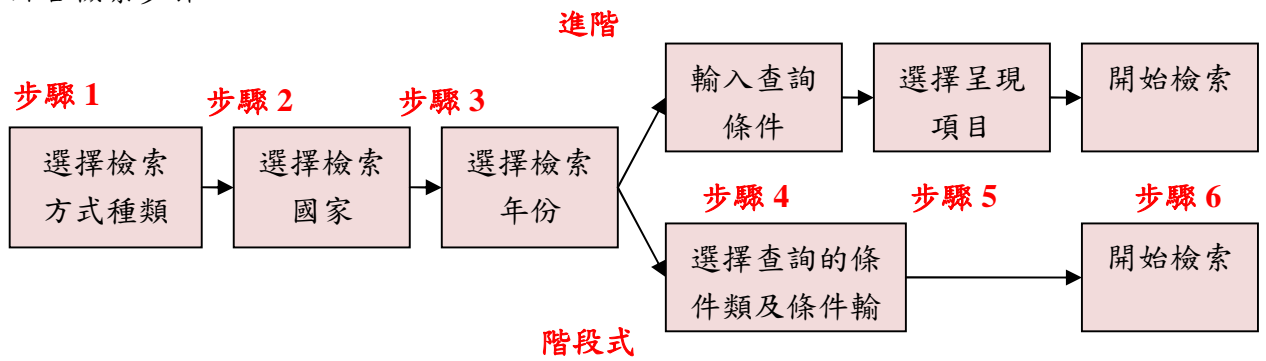 進階
步驟 1
步驟 2
步驟 3
選擇檢索
方式種類
選擇檢索
國家
選擇檢索
年份
輸入查詢
條件
選擇呈現
項目
開始檢索
步驟 4
步驟 5
步驟 6
選擇查詢的條
件類及條件輸
開始檢索
階段式